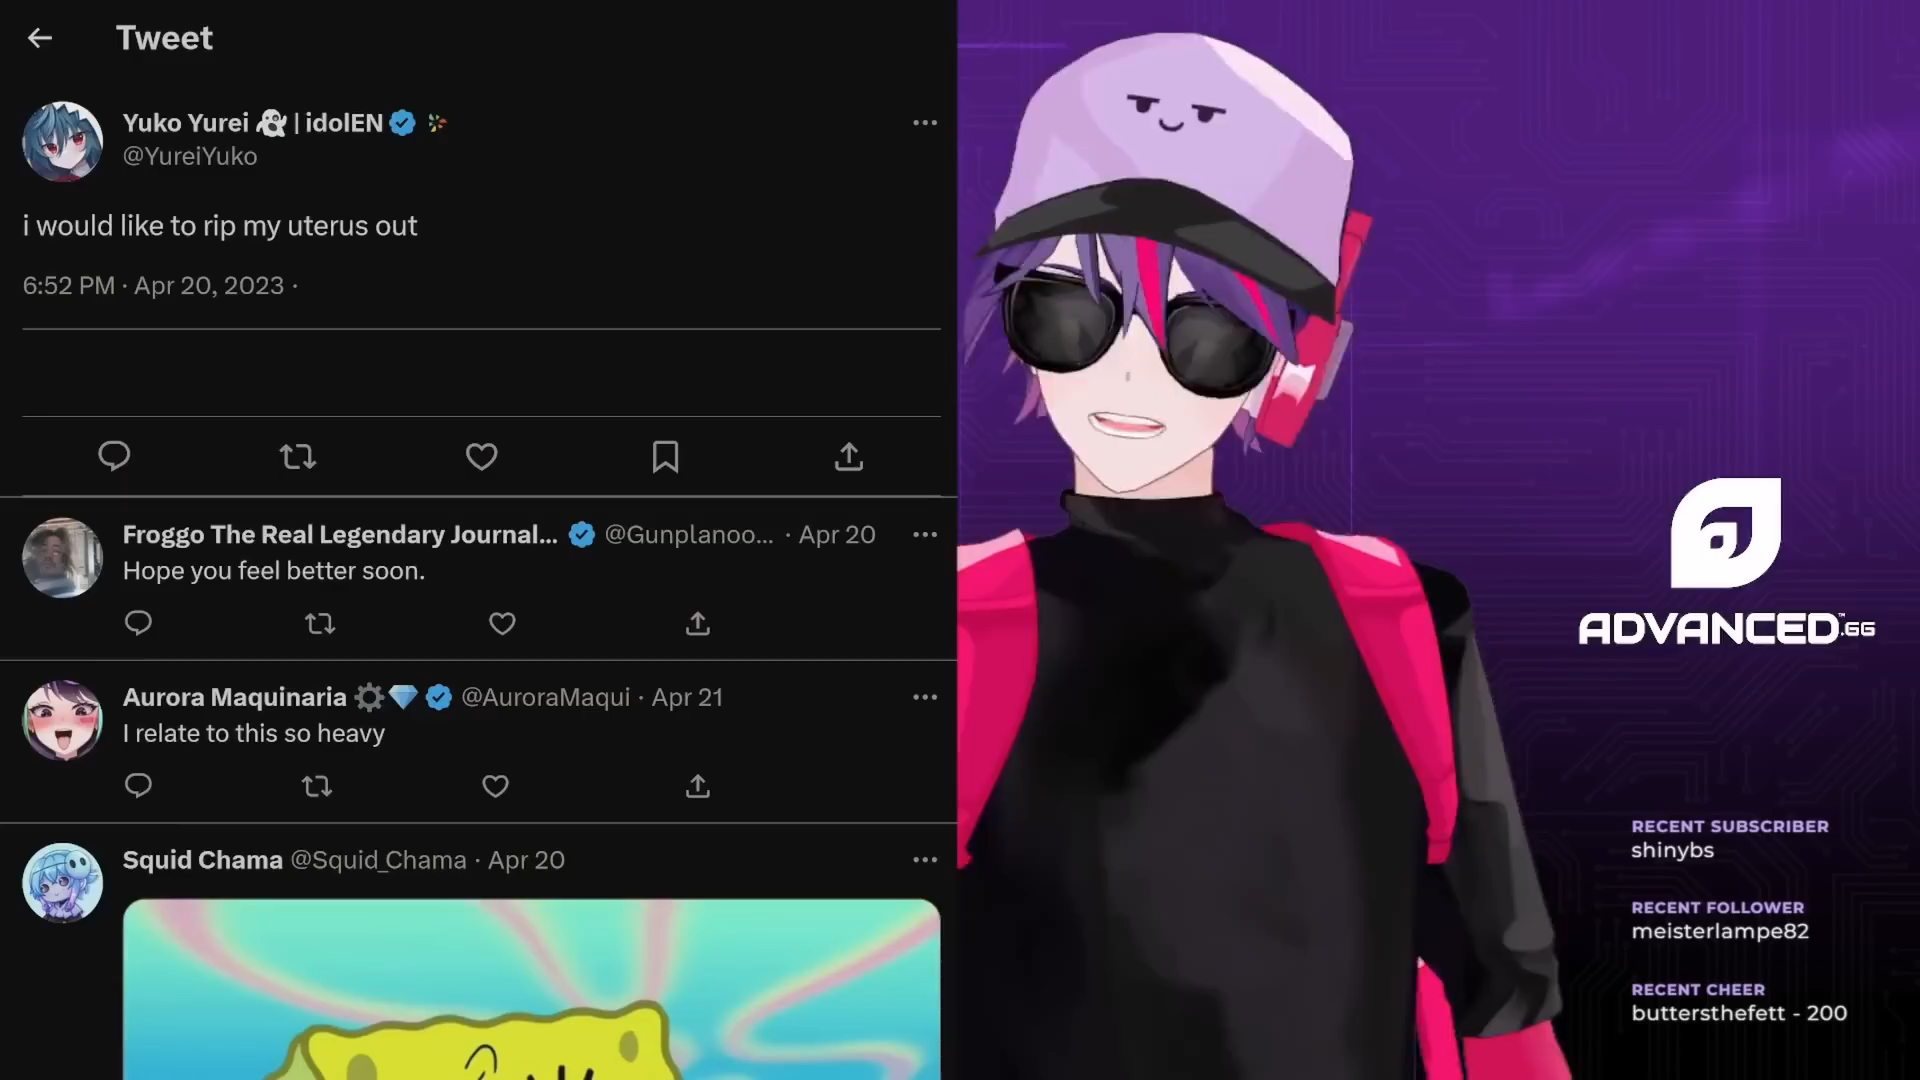 Tweet
Yuko Yurei 👻 | idolEN
@YureiYuko
i would like to rip my uterus out
6:52 PM · Apr 20, 2023 ·
Froggo The Real Legendary Journal... @Gunplanoo... · Apr 20
Hope you feel better soon.
Aurora Maquinaria ⚙️💎 @AuroraMaqui · Apr 21
I relate to this so heavy
Squid Chama @Squid_Chama · Apr 20
ADVANCED™.GG
RECENT SUBSCRIBER
shinybs
RECENT FOLLOWER
meisterlampe82
RECENT CHEER
buttersthefett - 200